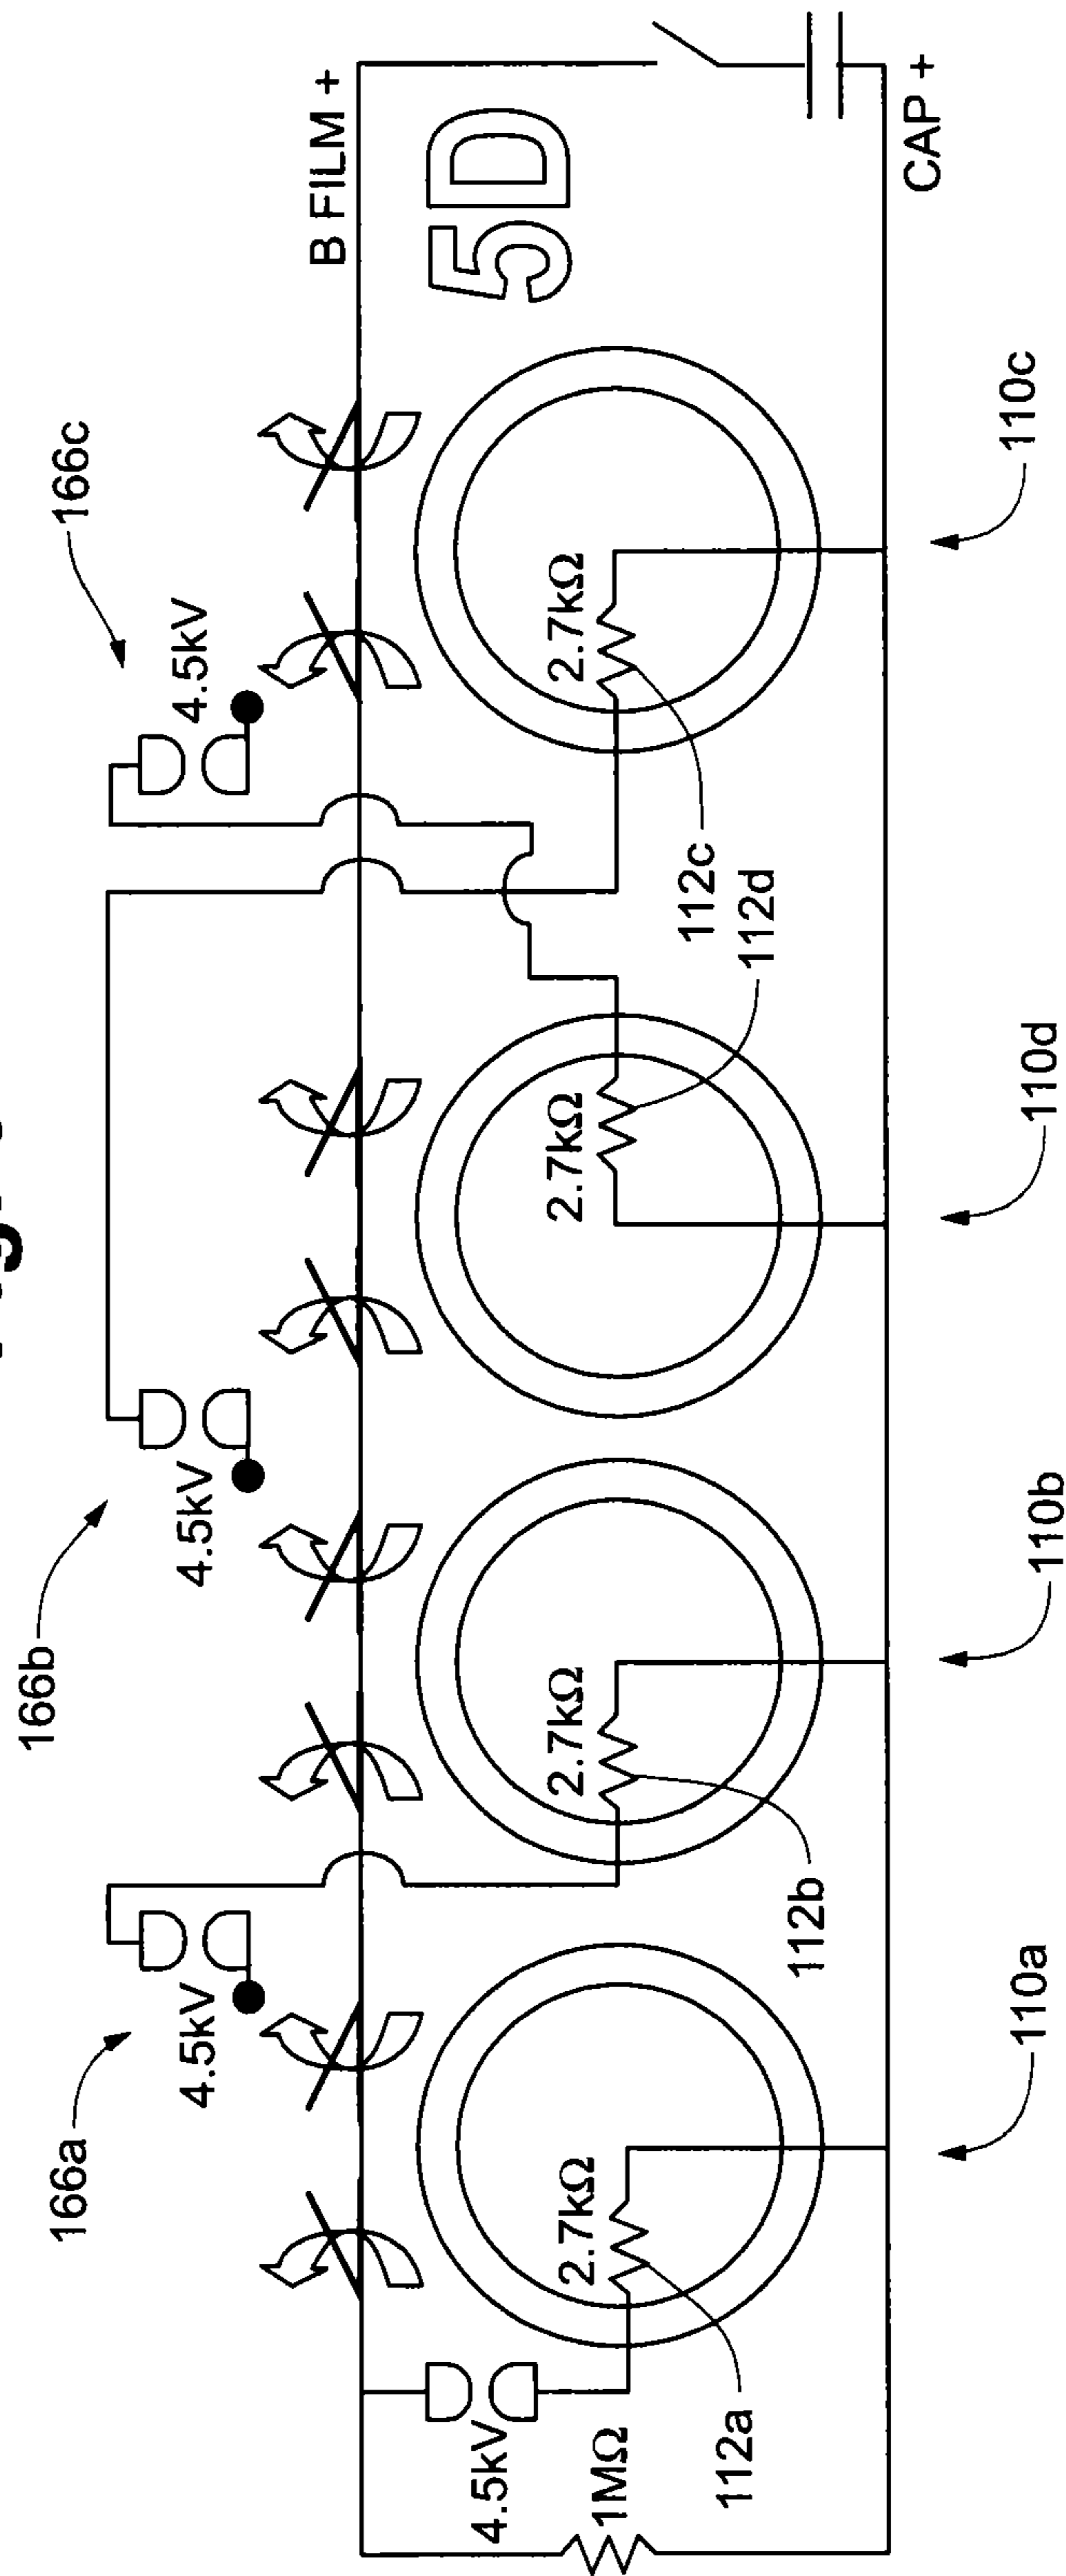 166a
166b
166c
4.5kV
4.5kV
4.5kV
B FILM +
4.5kV
5D
1MΩ
2.7kΩ
2.7kΩ
2.7kΩ
2.7kΩ
112a
112b
112d
112c
CAP +
110a
110b
110d
110c